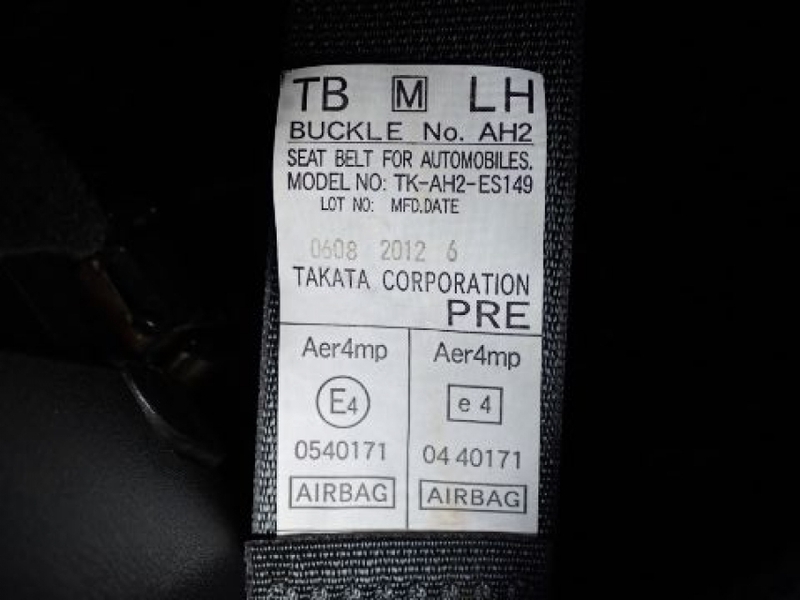 TB M LH
BUCKLE No. AH2
SEAT BELT FOR AUTOMOBILES.
MODEL NO: TK-AH2-ES149
LOT NO: MFD.DATE
0608 2012 6
TAKATA CORPORATION
PRE
Aer4mp Aer4mp
E4 e 4
0540171 04 40171
AIRBAG AIRBAG